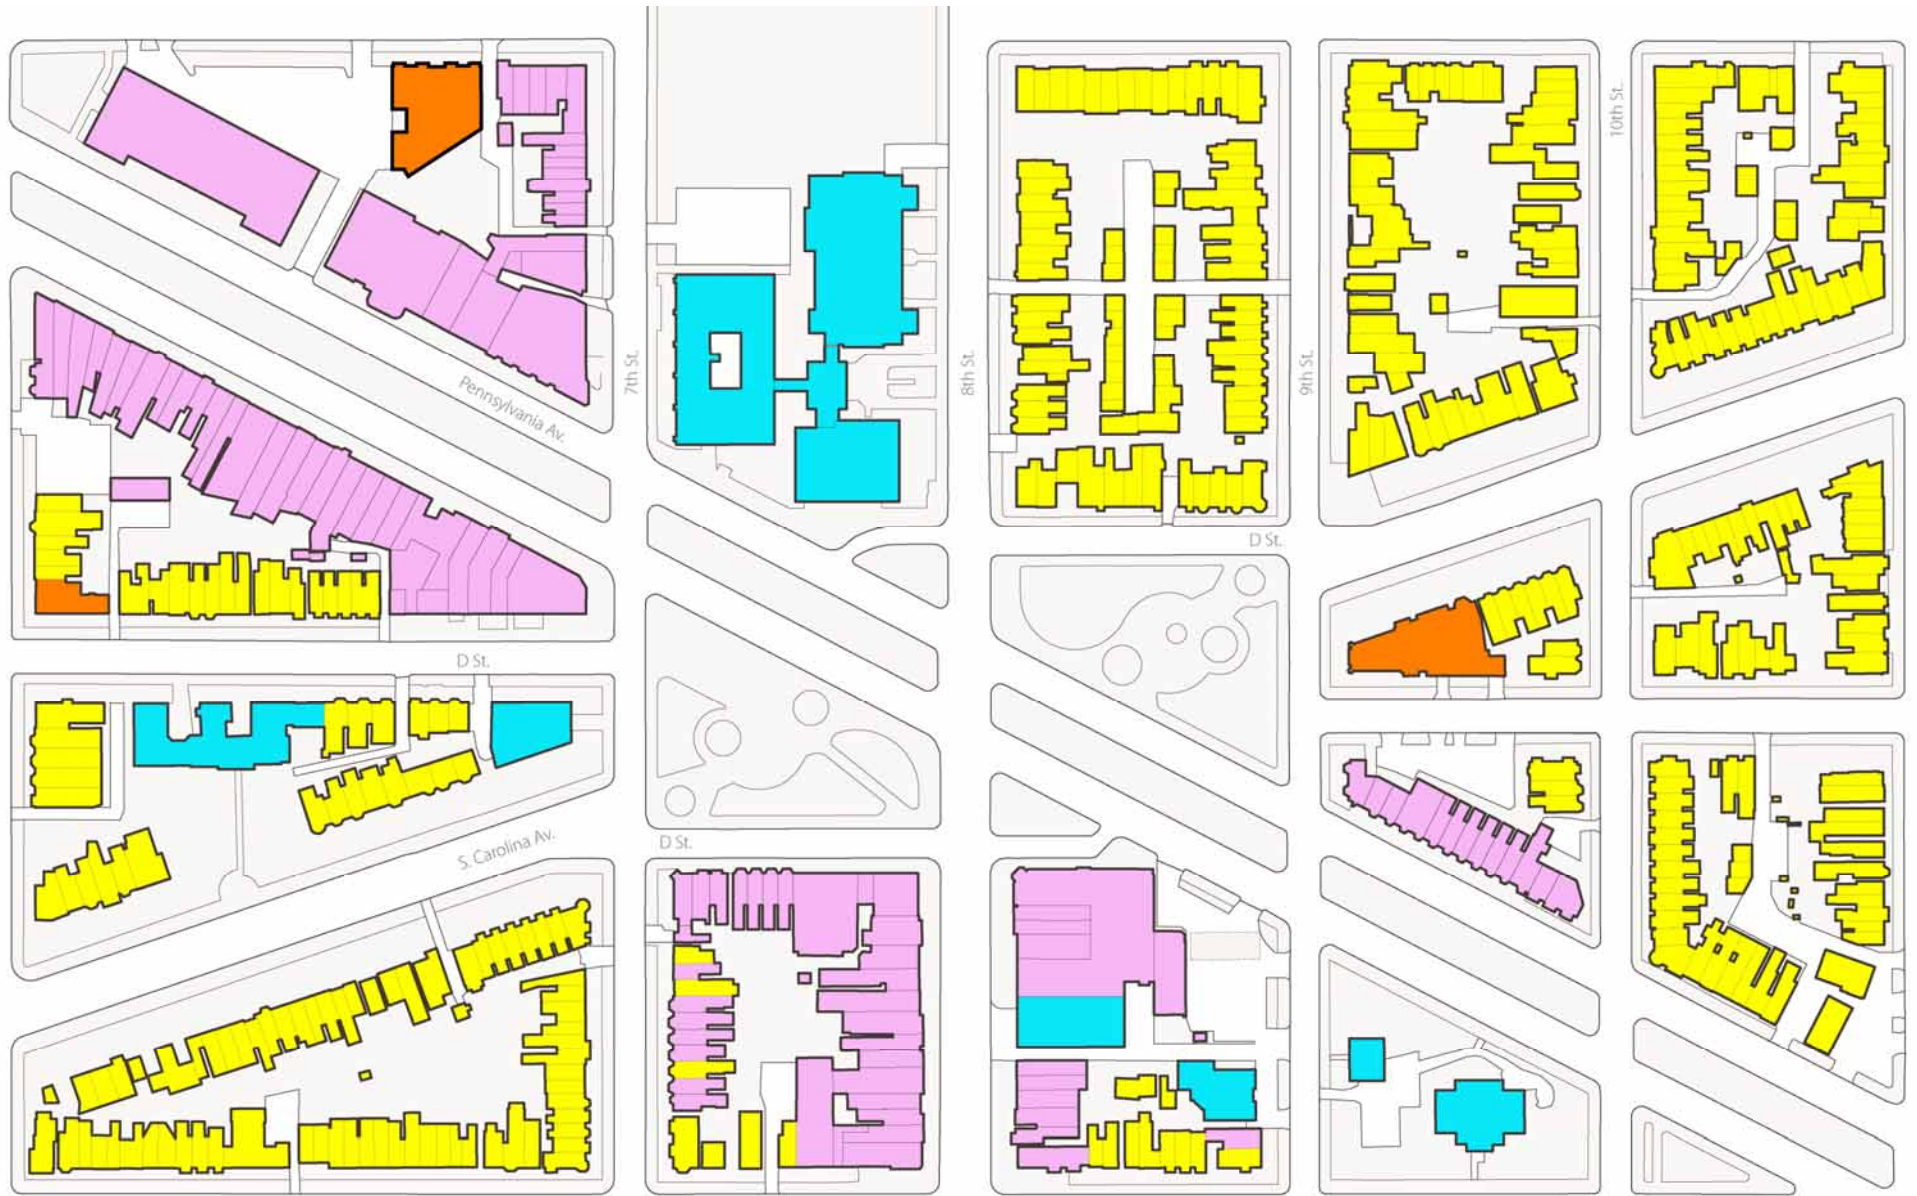 10th St.
7th St.
8th St.
9th St.
Pennsylvania Av.
D St.
D St.
S. Carolina Av.
D St.